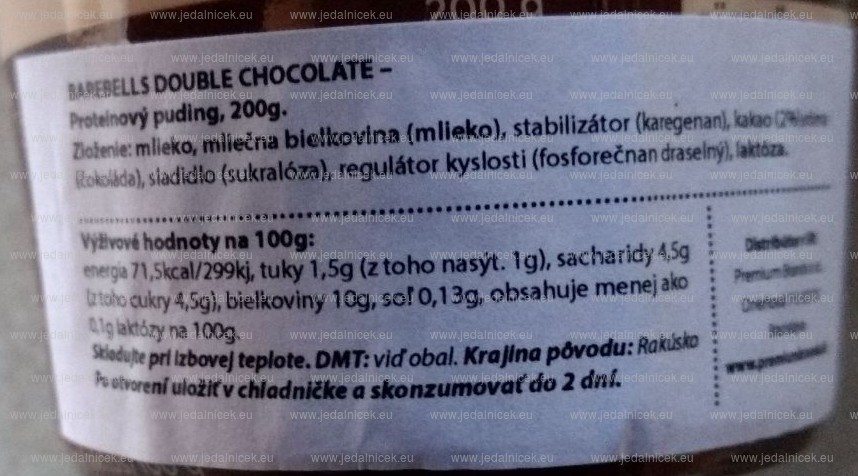 200 g
BAREBELLS DOUBLE CHOCOLATE –
Proteínový puding, 200g.
Zloženie: mlieko, mliečna bielkovina (mlieko), stabilizátor (karegenan), kakao (2%
čokoláda), sladidlo (sukralóza), regulátor kyslosti (fosforečnan draselný), laktóza.
Výživové hodnoty na 100g:
energia 71,5kcal/299kj, tuky 1,5g (z toho nasýt. 1g), sacharidy 4,5g
(z toho cukry 4,5g), bielkoviny 10g, soľ 0,13g, obsahuje menej ako
0,1g laktózy na 100g.
Skladujte pri izbovej teplote. DMT: viď obal. Krajina pôvodu: Rakúsko
Po otvorení uložiť v chladničke a skonzumovať do 2 dní.
Premium
www.jedalnicek.eu